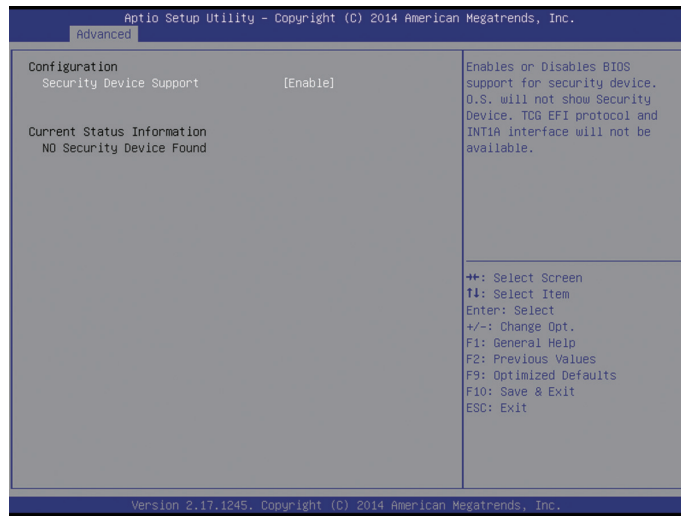 Aptio Setup Utility – Copyright (C) 2014 American Megatrends, Inc.
Advanced
Configuration
Security Device Support [Enable]
Current Status Information
NO Security Device Found
Enables or Disables BIOS
support for security device.
O.S. will not show Security
Device. TCG EFI protocol and
INT1A interface will not be
available.
→←: Select Screen
↑↓: Select Item
Enter: Select
+/-: Change Opt.
F1: General Help
F2: Previous Values
F9: Optimized Defaults
F10: Save & Exit
ESC: Exit
Version 2.17.1245. Copyright (C) 2014 American Megatrends, Inc.